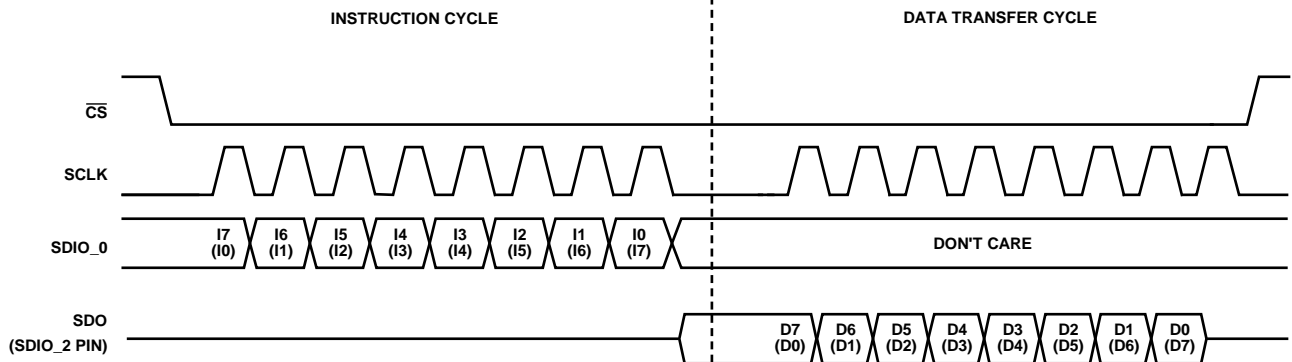 INSTRUCTION CYCLE DATA TRANSFER CYCLE
CS
SCLK
SDIO_0
I7 I6 I5 I4 I3 I2 I1 I0
(I0) (I1) (I2) (I3) (I4) (I5) (I6) (I7)
DON'T CARE
SDO
(SDIO_2 PIN)
D7 D6 D5 D4 D3 D2 D1 D0
(D0) (D1) (D2) (D3) (D4) (D5) (D6) (D7)